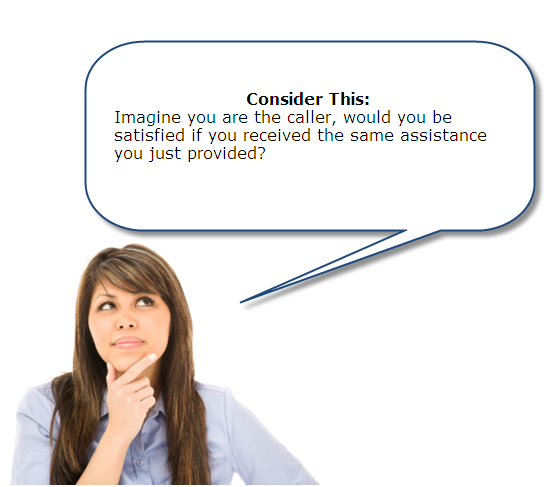 Consider This:
Imagine you are the caller, would you be
satisfied if you received the same assistance
you just provided?